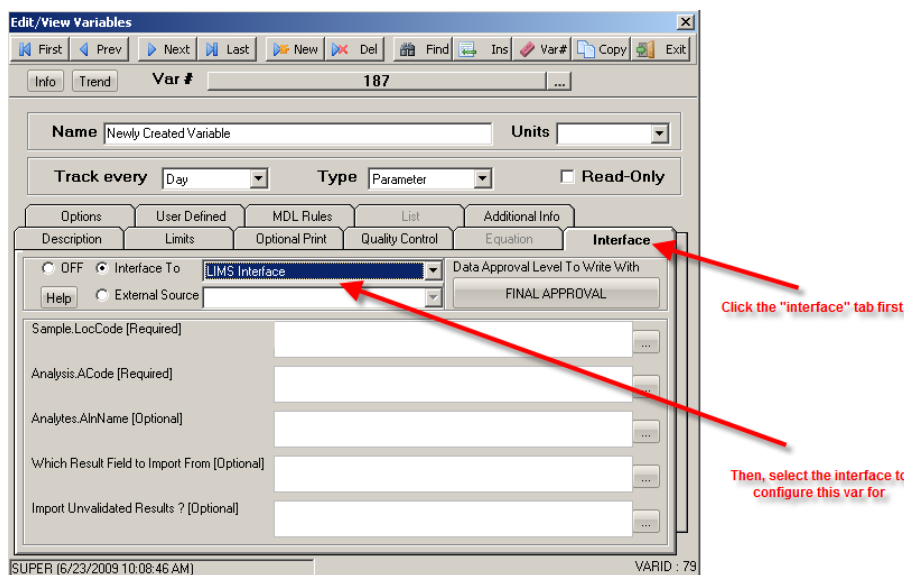 Edit/View Variables
First Prev Next Last New Del Find Ins Var# Copy Exit
Info Trend Var # 187 ...
Name Newly Created Variable Units
Track every Day Type Parameter Read-Only
Options User Defined MDL Rules List Additional Info
Description Limits Optional Print Quality Control Equation Interface
OFF Interface To LIMS Interface Data Approval Level To Write With
Help External Source FINAL APPROVAL
Click the "interface" tab first
Sample.LocCode [Required] ...
Analysis.ACode [Required] ...
Analytes.AlnName [Optional] ...
Which Result Field to Import From [Optional] ...
Then, select the interface to
configure this var for
Import Unvalidated Results ? [Optional] ...
SUPER (6/23/2009 10:08:46 AM) VARID : 79